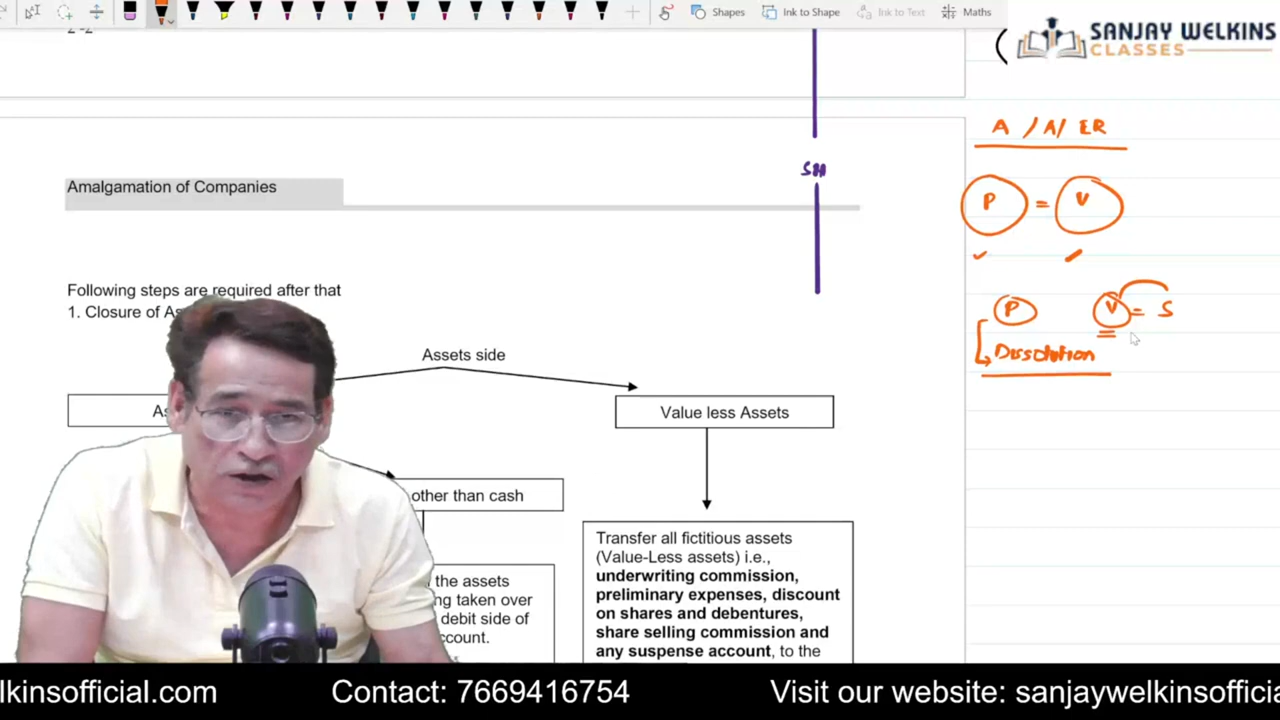 Shapes
Ink to Shape
Ink to Text
Maths
SANJAY WELKINS
CLASSES
A / A / ER
SH
Amalgamation of Companies
P = V
Following steps are required after that
1. Closure of As
P V = S
Dissolution
Assets side
As
Value less Assets
other than cash
Transfer all fictitious assets
(Value-Less assets) i.e.,
underwriting commission,
preliminary expenses, discount
on shares and debentures,
share selling commission and
any suspense account, to the
the assets
ng taken over
debit side of
ccount.
elkinsofficial.com Contact: 7669416754 Visit our website: sanjaywelkinsofficia